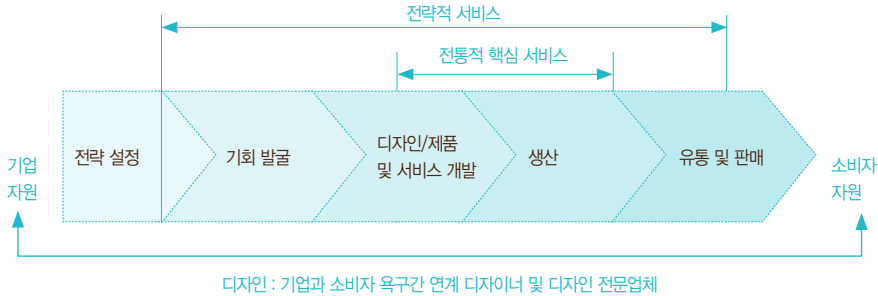 전략적 서비스
전통적 핵심 서비스
기업
자원
전략 설정
기회 발굴
디자인/제품
및 서비스 개발
생산
유통 및 판매
소비자
자원
디자인 : 기업과 소비자 욕구간 연계 디자이너 및 디자인 전문업체